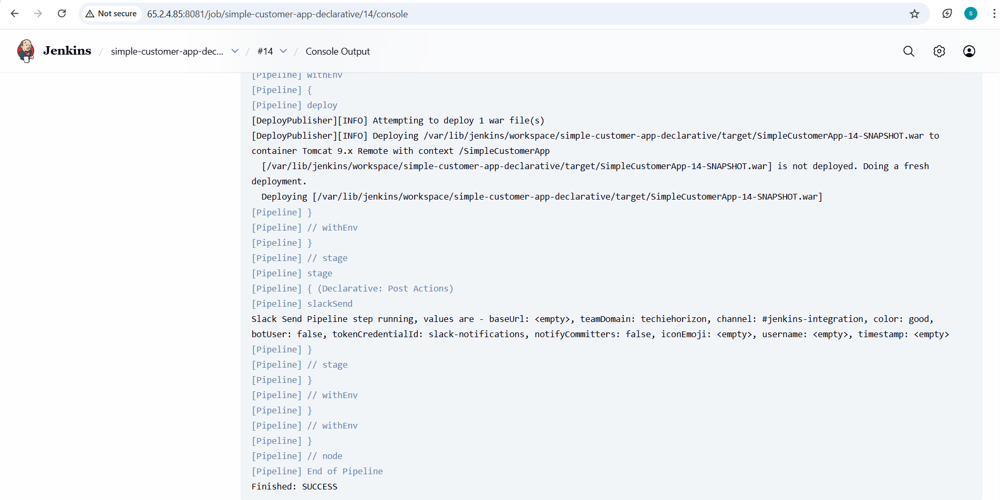 Not secure 65.2.4.85:8081/job/simple-customer-app-declarative/14/console S
Jenkins / simple-customer-app-dec... / #14 / Console Output
[Pipeline] withEnv
[Pipeline] {
[Pipeline] deploy
[DeployPublisher][INFO] Attempting to deploy 1 war file(s)
[DeployPublisher][INFO] Deploying /var/lib/jenkins/workspace/simple-customer-app-declarative/target/SimpleCustomerApp-14-SNAPSHOT.war to
container Tomcat 9.x Remote with context /SimpleCustomerApp
[/var/lib/jenkins/workspace/simple-customer-app-declarative/target/SimpleCustomerApp-14-SNAPSHOT.war] is not deployed. Doing a fresh
deployment.
Deploying [/var/lib/jenkins/workspace/simple-customer-app-declarative/target/SimpleCustomerApp-14-SNAPSHOT.war]
[Pipeline] }
[Pipeline] // withEnv
[Pipeline] }
[Pipeline] // stage
[Pipeline] stage
[Pipeline] { (Declarative: Post Actions)
[Pipeline] slackSend
Slack Send Pipeline step running, values are - baseUrl: <empty>, teamDomain: techiehorizon, channel: #jenkins-integration, color: good,
botUser: false, tokenCredentialId: slack-notifications, notifyCommitters: false, iconEmoji: <empty>, username: <empty>, timestamp: <empty>
[Pipeline] }
[Pipeline] // stage
[Pipeline] }
[Pipeline] // withEnv
[Pipeline] }
[Pipeline] // withEnv
[Pipeline] }
[Pipeline] // node
[Pipeline] End of Pipeline
Finished: SUCCESS